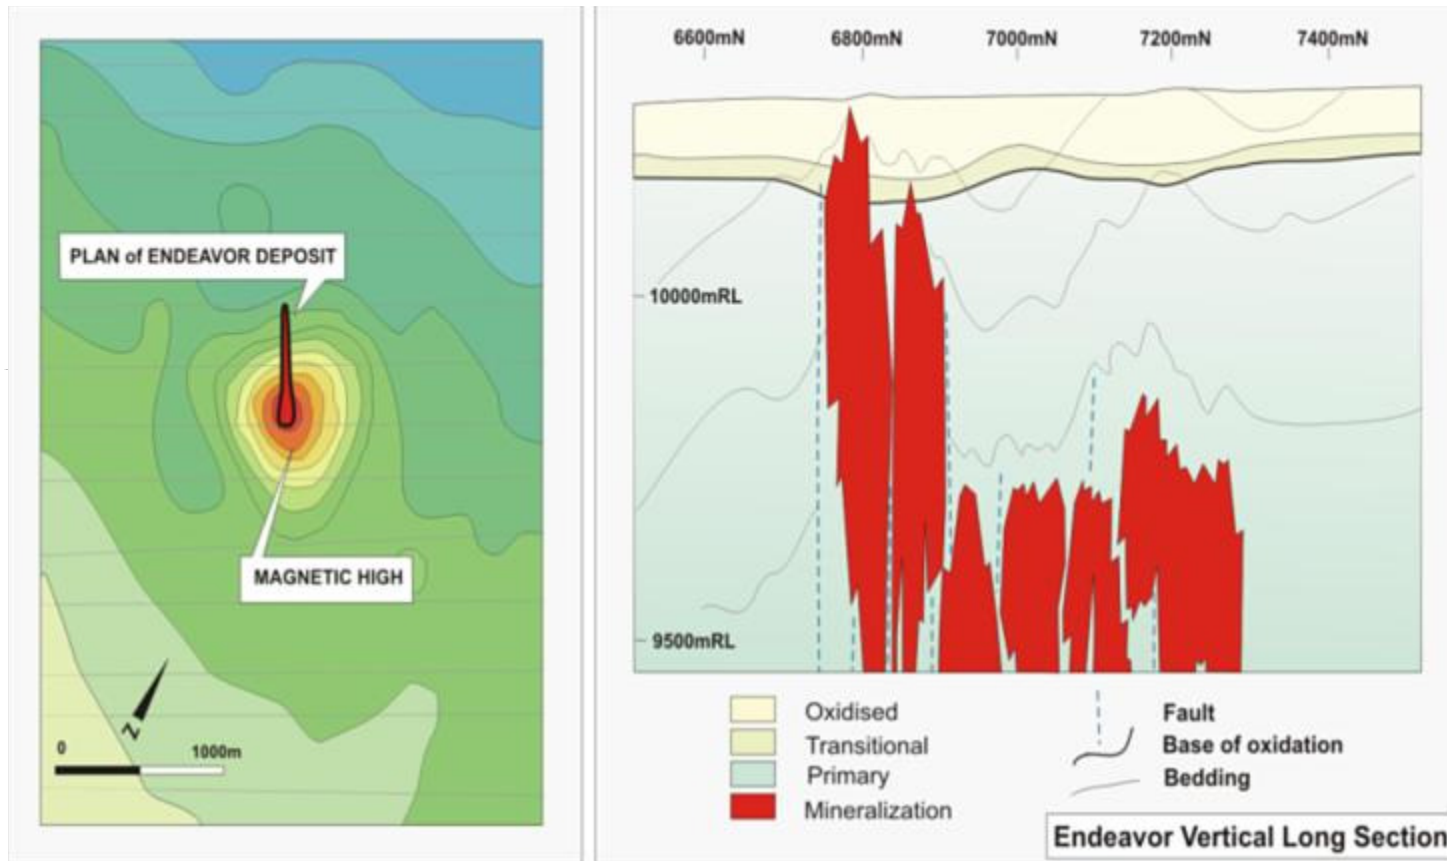 PLAN of ENDEAVOR DEPOSIT
MAGNETIC HIGH
N
0 1000m
6600mN 6800mN 7000mN 7200mN 7400mN
10000mRL
9500mRL
Oxidised
Transitional
Primary
Mineralization
Fault
Base of oxidation
Bedding
Endeavor Vertical Long Section